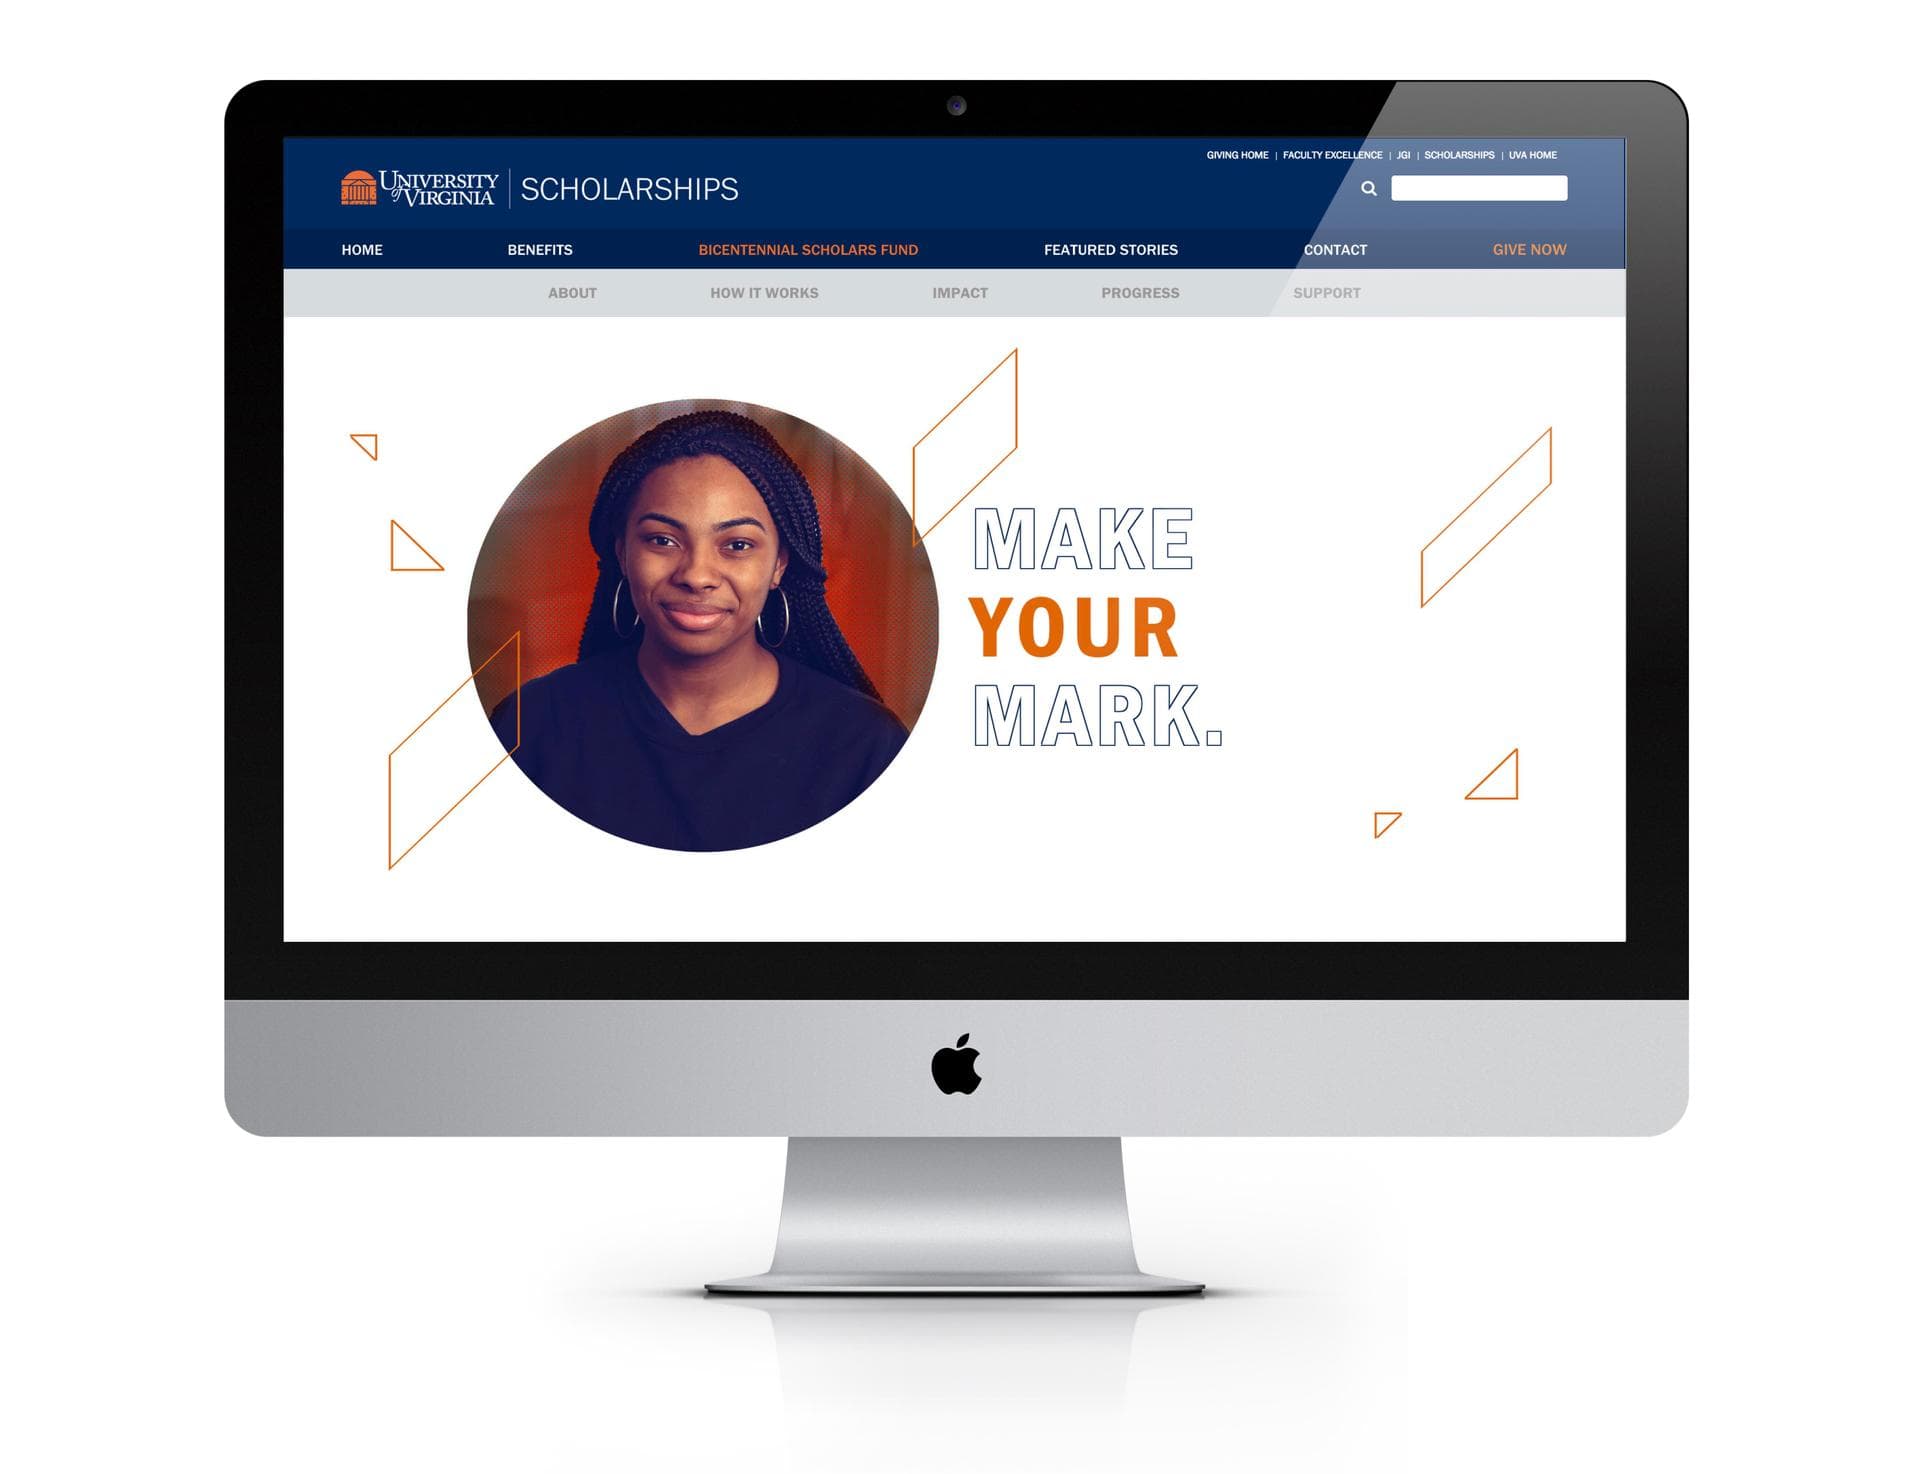 GIVING HOME | FACULTY EXCELLENCE | JGI | SCHOLARSHIPS | UVA HOME
UNIVERSITY of VIRGINIA | SCHOLARSHIPS
HOME BENEFITS BICENTENNIAL SCHOLARS FUND FEATURED STORIES CONTACT GIVE NOW
ABOUT HOW IT WORKS IMPACT PROGRESS SUPPORT
MAKE
YOUR
MARK.